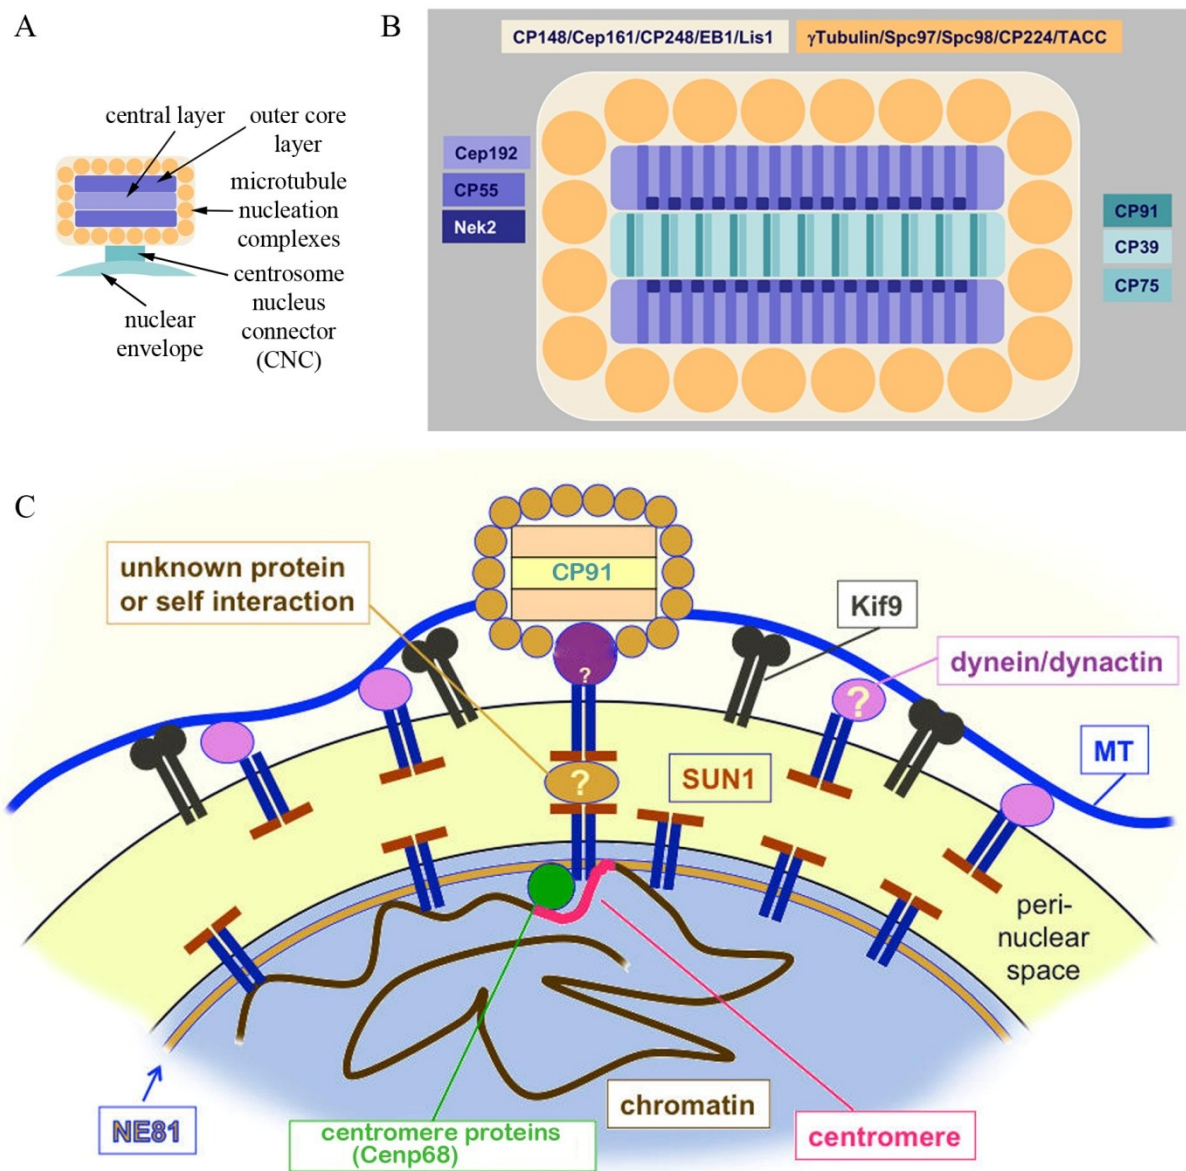 A
central layer
outer core
layer
microtubule
nucleation
complexes
centrosome
nucleus
connector
(CNC)
nuclear
envelope
B
CP148/Cep161/CP248/EB1/Lis1
γTubulin/Spc97/Spc98/CP224/TACC
Cep192
CP55
Nek2
CP91
CP39
CP75
C
unknown protein
or self interaction
CP91
Kif9
dynein/dynactin
?
?
MT
SUN1
?
peri-
nuclear
space
NE81
chromatin
centromere proteins
(Cenp68)
centromere